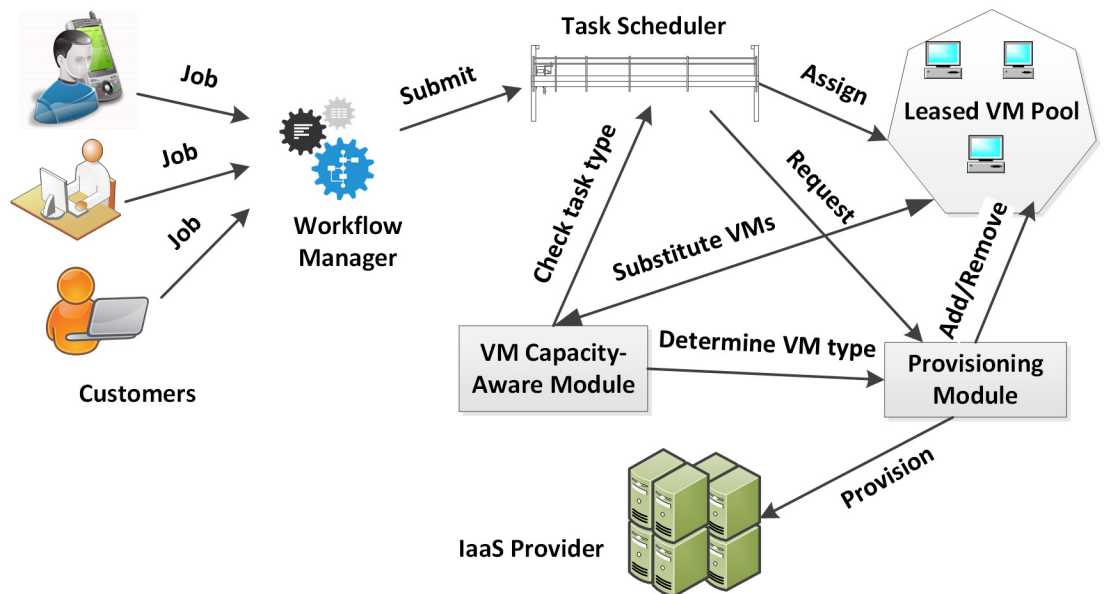 Task Scheduler
Job
Submit
Assign
Leased VM Pool
Job
Check task type
Request
Job
Workflow
Manager
Substitute VMs
Add/Remove
Customers
VM Capacity-
Aware Module
Determine VM type
Provisioning
Module
Provision
IaaS Provider